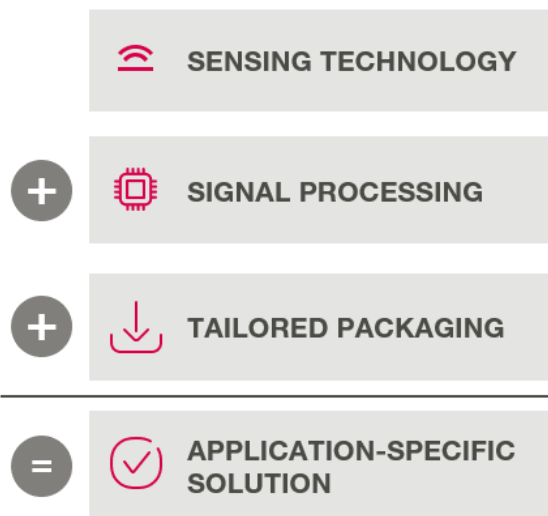 SENSING TECHNOLOGY
+ SIGNAL PROCESSING
+ TAILORED PACKAGING
= APPLICATION-SPECIFIC
SOLUTION